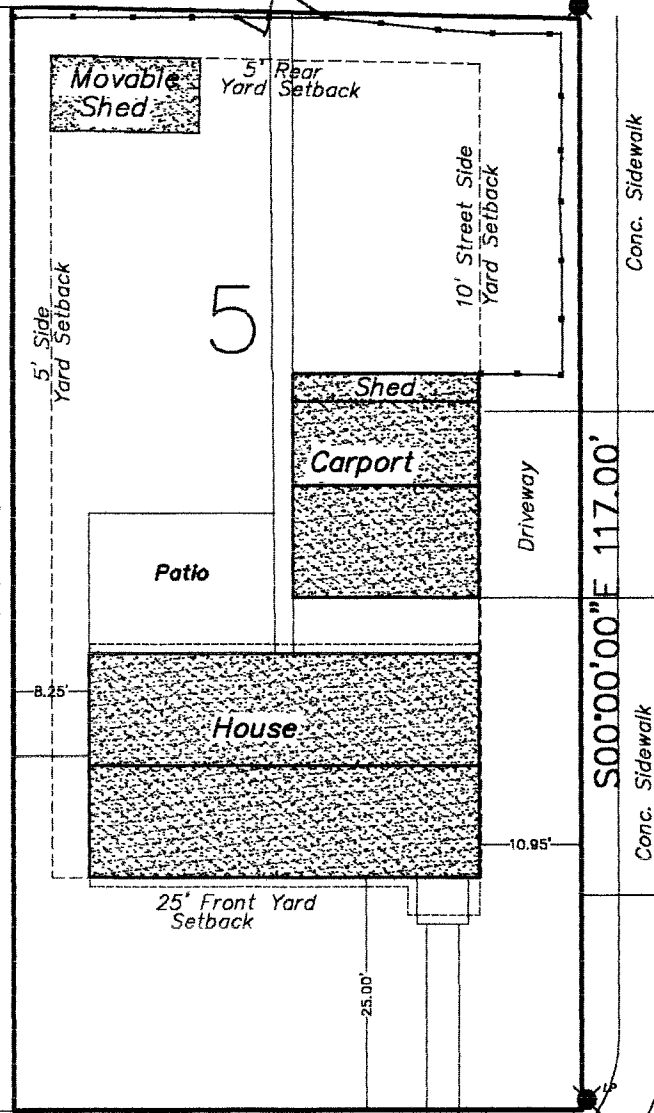 Movable
Shed
5' Rear
Yard Setback
10' Street Side
Yard Setback
Conc. Sidewalk
5' Side
Yard Setback
5
Shed
Carport
Driveway
S00°00'00"E 117.00'
Patio
8.25'
House
Conc. Sidewalk
10.95'
25' Front Yard
Setback
25.00'